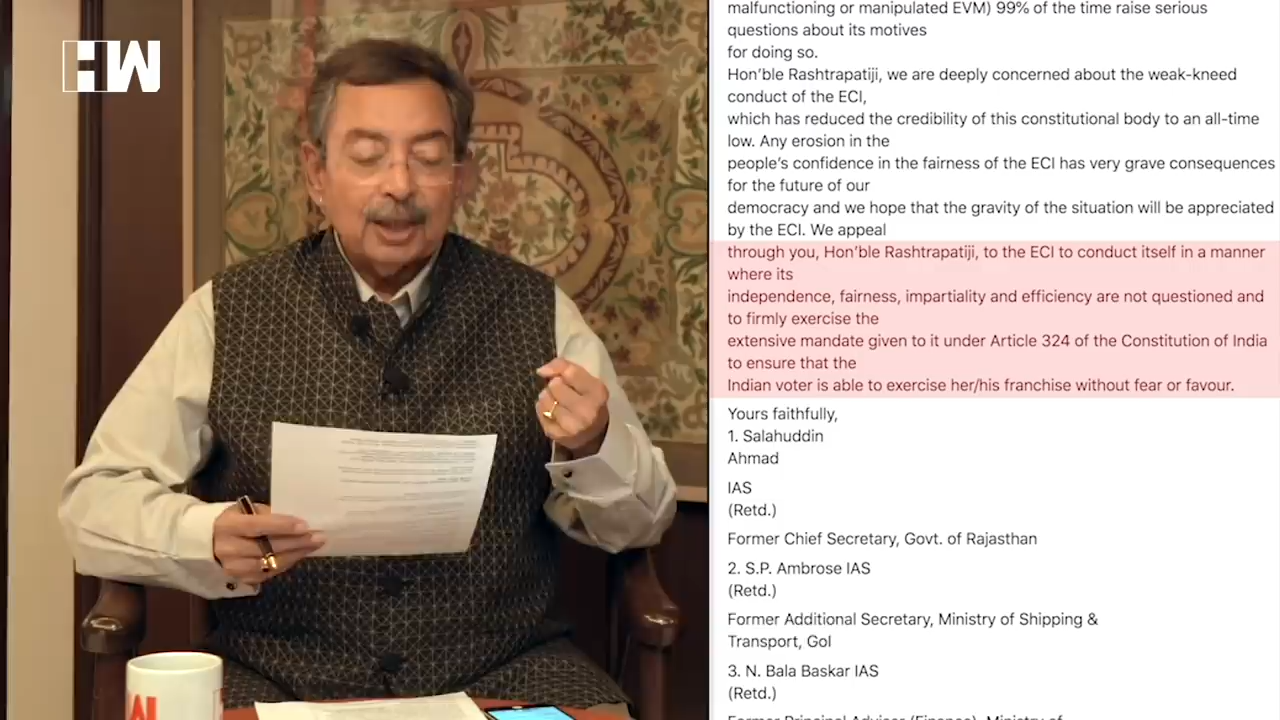 HW
malfunctioning or manipulated EVM) 99% of the time raise serious
questions about its motives
for doing so.
Hon'ble Rashtrapatiji, we are deeply concerned about the weak-kneed
conduct of the ECI,
which has reduced the credibility of this constitutional body to an all-time
low. Any erosion in the
people's confidence in the fairness of the ECI has very grave consequences
for the future of our
democracy and we hope that the gravity of the situation will be appreciated
by the ECI. We appeal
through you, Hon'ble Rashtrapatiji, to the ECI to conduct itself in a manner
where its
independence, fairness, impartiality and efficiency are not questioned and
to firmly exercise the
extensive mandate given to it under Article 324 of the Constitution of India
to ensure that the
Indian voter is able to exercise her/his franchise without fear or favour.
Yours faithfully,
1. Salahuddin
Ahmad
IAS
(Retd.)
Former Chief Secretary, Govt. of Rajasthan
2. S.P. Ambrose IAS
(Retd.)
Former Additional Secretary, Ministry of Shipping &
Transport, GoI
3. N. Bala Baskar IAS
(Retd.)
Former Principal Adviser (Finance), Ministry of